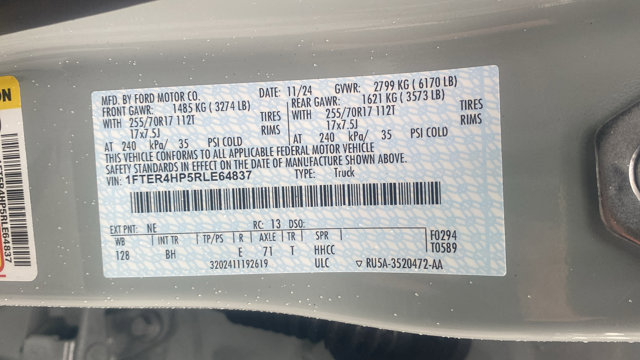 MFD. BY FORD MOTOR CO.
DATE: 11/24 GVWR: 2799 KG ( 6170 LB)
FRONT GAWR: 1485 KG ( 3274 LB)
REAR GAWR: 1621 KG ( 3573 LB)
WITH 255/70R17 112T TIRES
WITH 255/70R17 112T TIRES
17x7.5J RIMS
17x7.5J RIMS
AT 240 kPa/ 35 PSI COLD
AT 240 kPa/ 35 PSI COLD
THIS VEHICLE CONFORMS TO ALL APPLICABLE FEDERAL MOTOR VEHICLE
SAFETY STANDARDS IN EFFECT ON THE DATE OF MANUFACTURE SHOWN ABOVE.
VIN: 1FTER4HP5RLE64837 TYPE: Truck
EXT PNT: NE RC: 13 DSO:
WB INT TR TP/PS R AXLE TR SPR F0294
128 BH E 71 T HHCC T0589
3202411192619 ULC ▽ RU5A-3520472-AA
ON
1FTER4HP5RLE64837